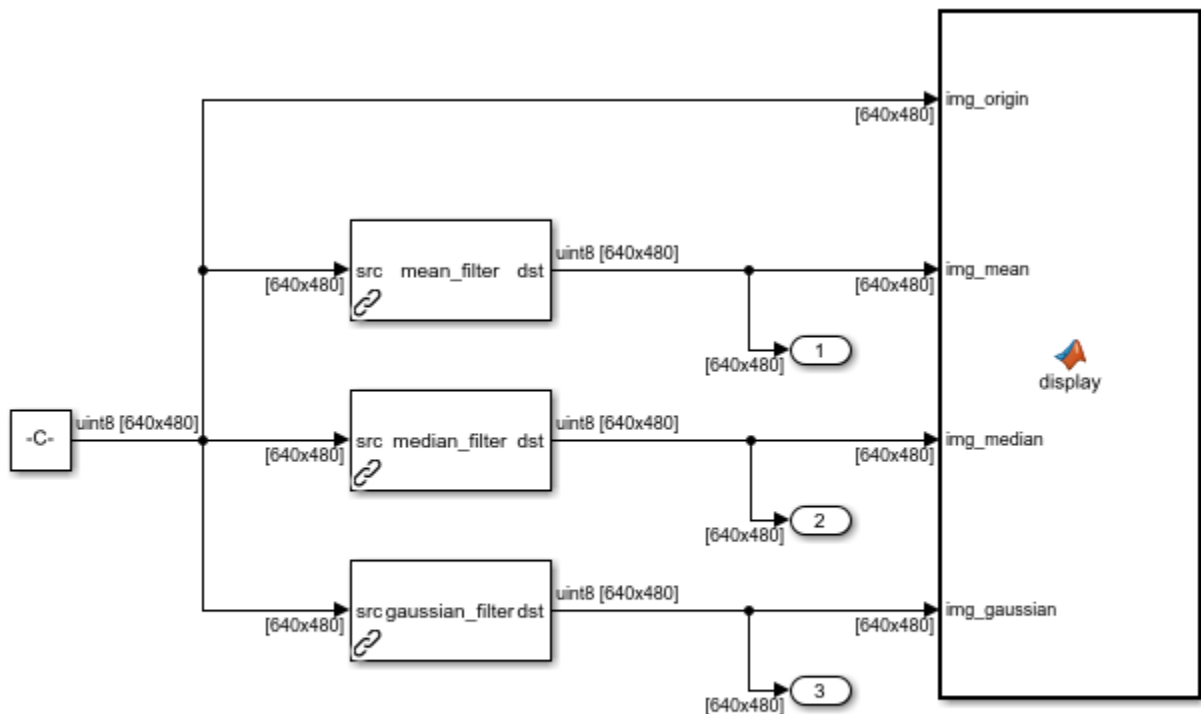 img_origin
[640x480]
uint8 [640x480]
src mean_filter dst
img_mean
[640x480]
[640x480]
1
[640x480]
display
-C-
uint8 [640x480]
src median_filter dst
uint8 [640x480]
img_median
[640x480]
[640x480]
2
[640x480]
src gaussian_filter dst
uint8 [640x480]
img_gaussian
[640x480]
[640x480]
3
[640x480]